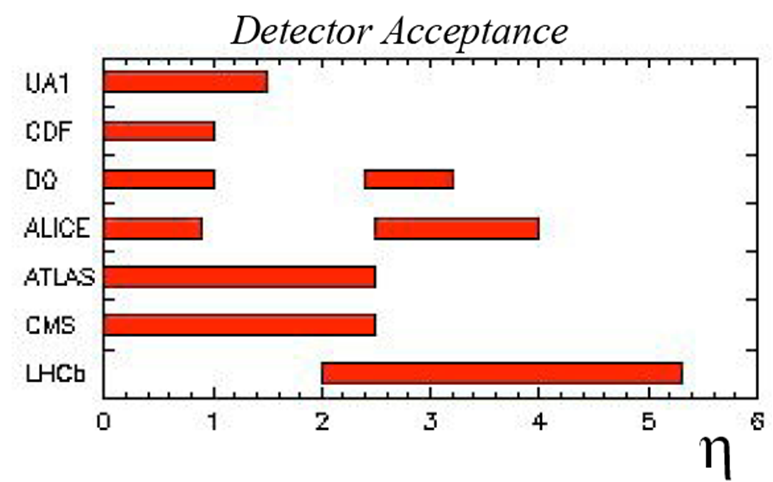 Detector Acceptance
UA1
CDF
D0
ALICE
ATLAS
CMS
LHCb
0 1 2 3 4 5 6
η